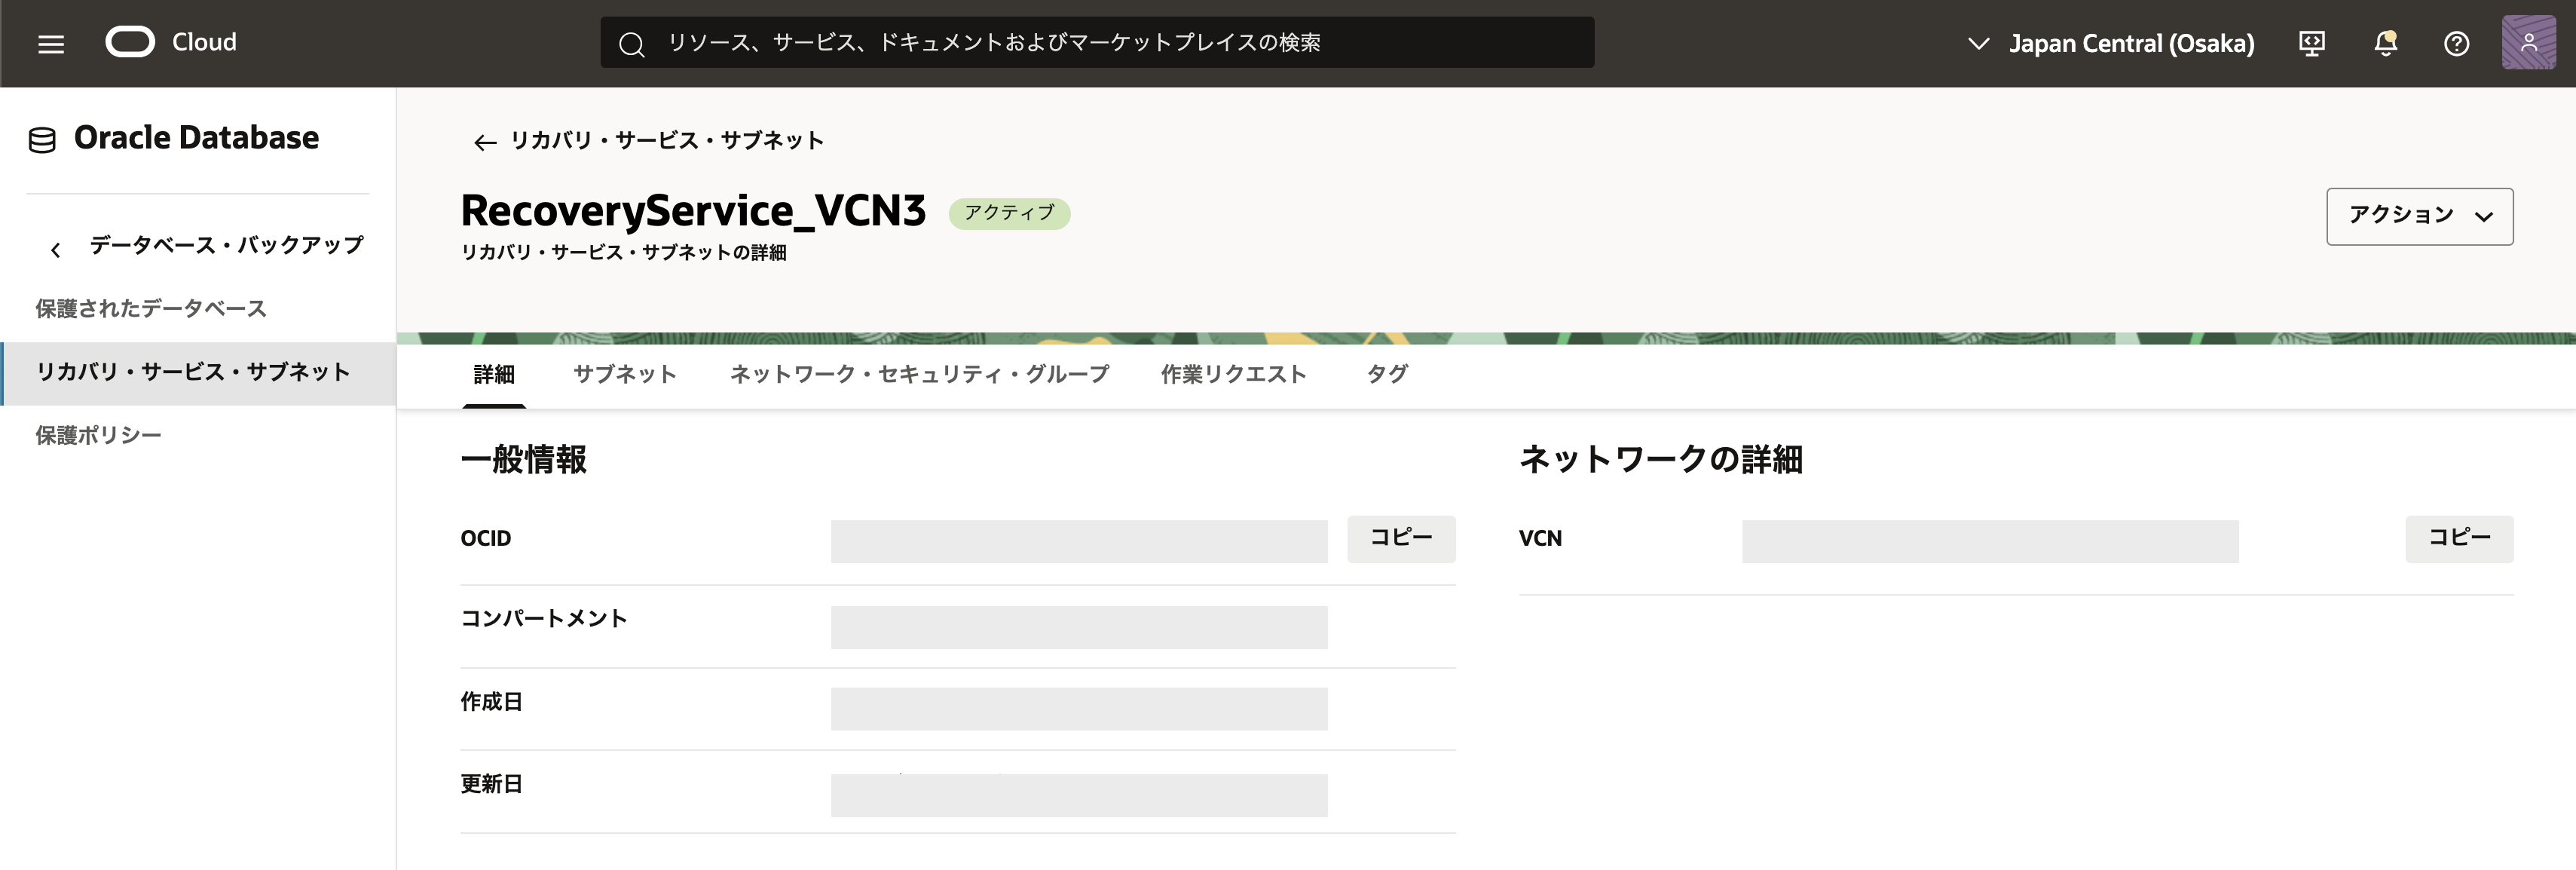 Cloud
リソース、サービス、ドキュメントおよびマーケットプレイスの検索
Japan Central (Osaka)
Oracle Database
データベース・バックアップ
保護されたデータベース
リカバリ・サービス・サブネット
保護ポリシー
リカバリ・サービス・サブネット
RecoveryService_VCN3
アクティブ
リカバリ・サービス・サブネットの詳細
アクション
詳細
サブネット
ネットワーク・セキュリティ・グループ
作業リクエスト
タグ
一般情報
OCID
コピー
コンパートメント
作成日
更新日
ネットワークの詳細
VCN
コピー